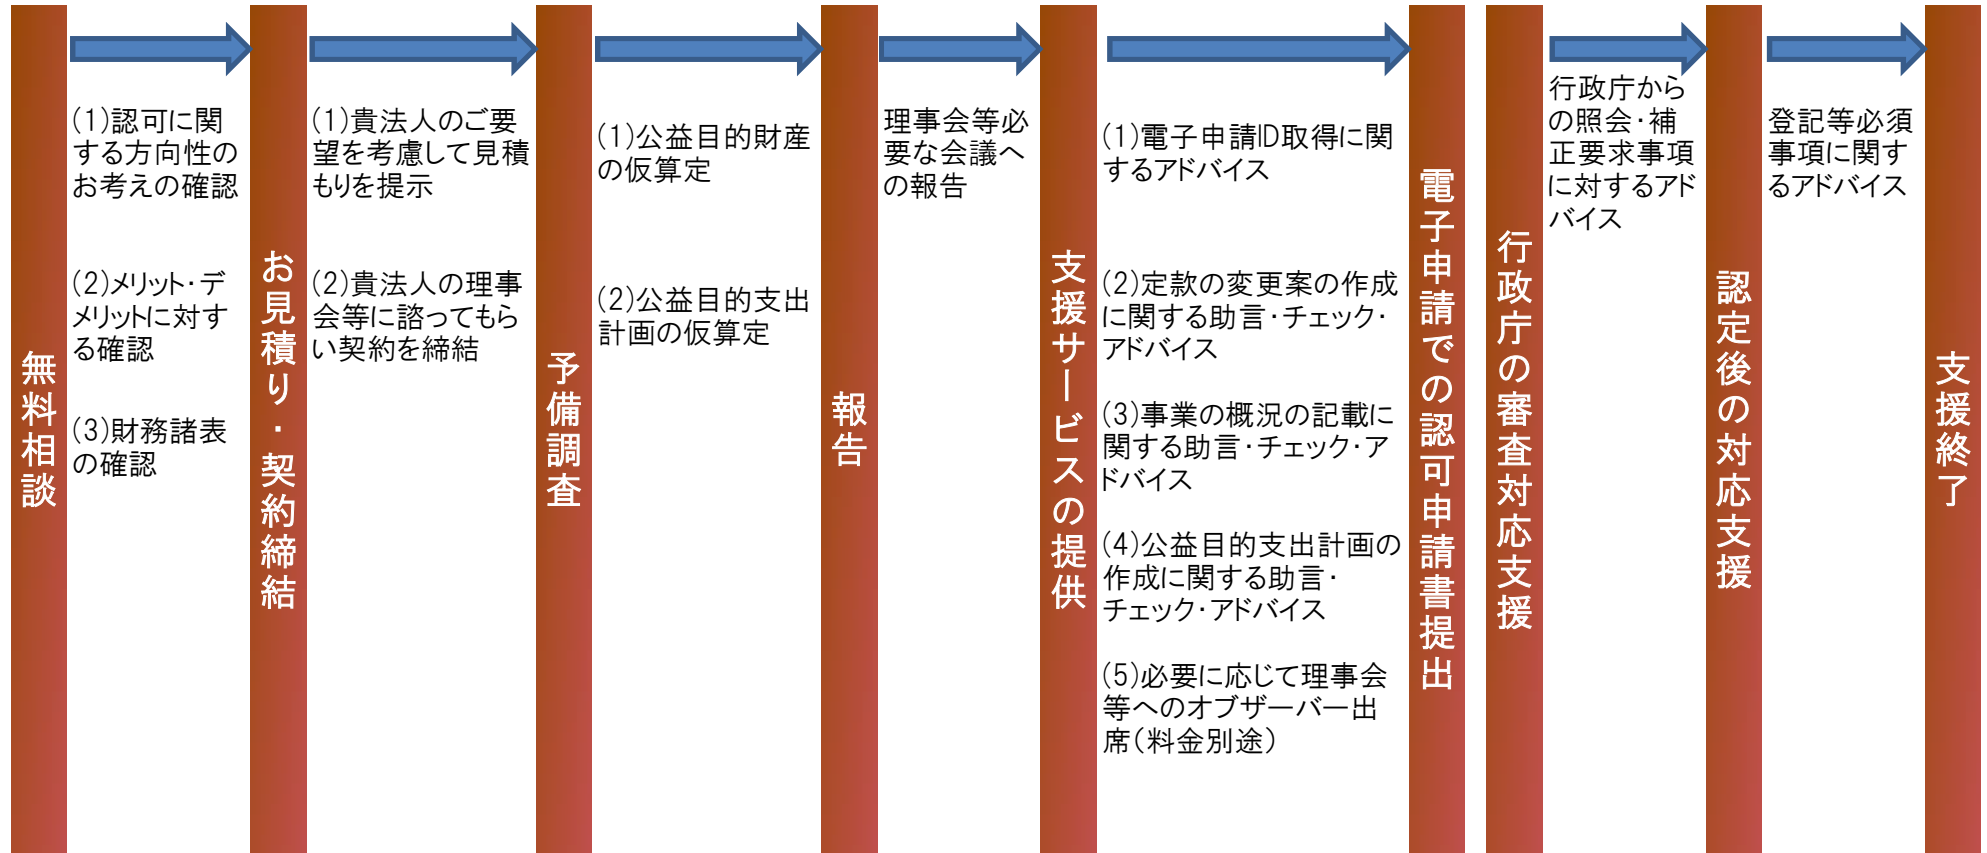 無料相談
(1)認可に関
する方向性の
お考えの確認
(2)メリット・デ
メリットに対す
る確認
(3)財務諸表
の確認
お見積り・契約締結
(1)貴法人のご要
望を考慮して見積
もりを提示
(2)貴法人の理事
会等に諮ってもら
い契約を締結
予備調査
(1)公益目的財産
の仮算定
(2)公益目的支出
計画の仮算定
報告
理事会等必
要な会議へ
の報告
支援サービスの提供
(1)電子申請ID取得に関
するアドバイス
(2)定款の変更案の作成
に関する助言・チェック・
アドバイス
(3)事業の概況の記載に
関する助言・チェック・ア
ドバイス
(4)公益目的支出計画の
作成に関する助言・
チェック・アドバイス
(5)必要に応じて理事会
等へのオブザーバー出
席(料金別途)
電子申請での認可申請書提出
行政庁の審査対応支援
行政庁から
の照会・補
正要求事項
に対するアド
バイス
認定後の対応支援
登記等必須
事項に関す
るアドバイス
支援終了